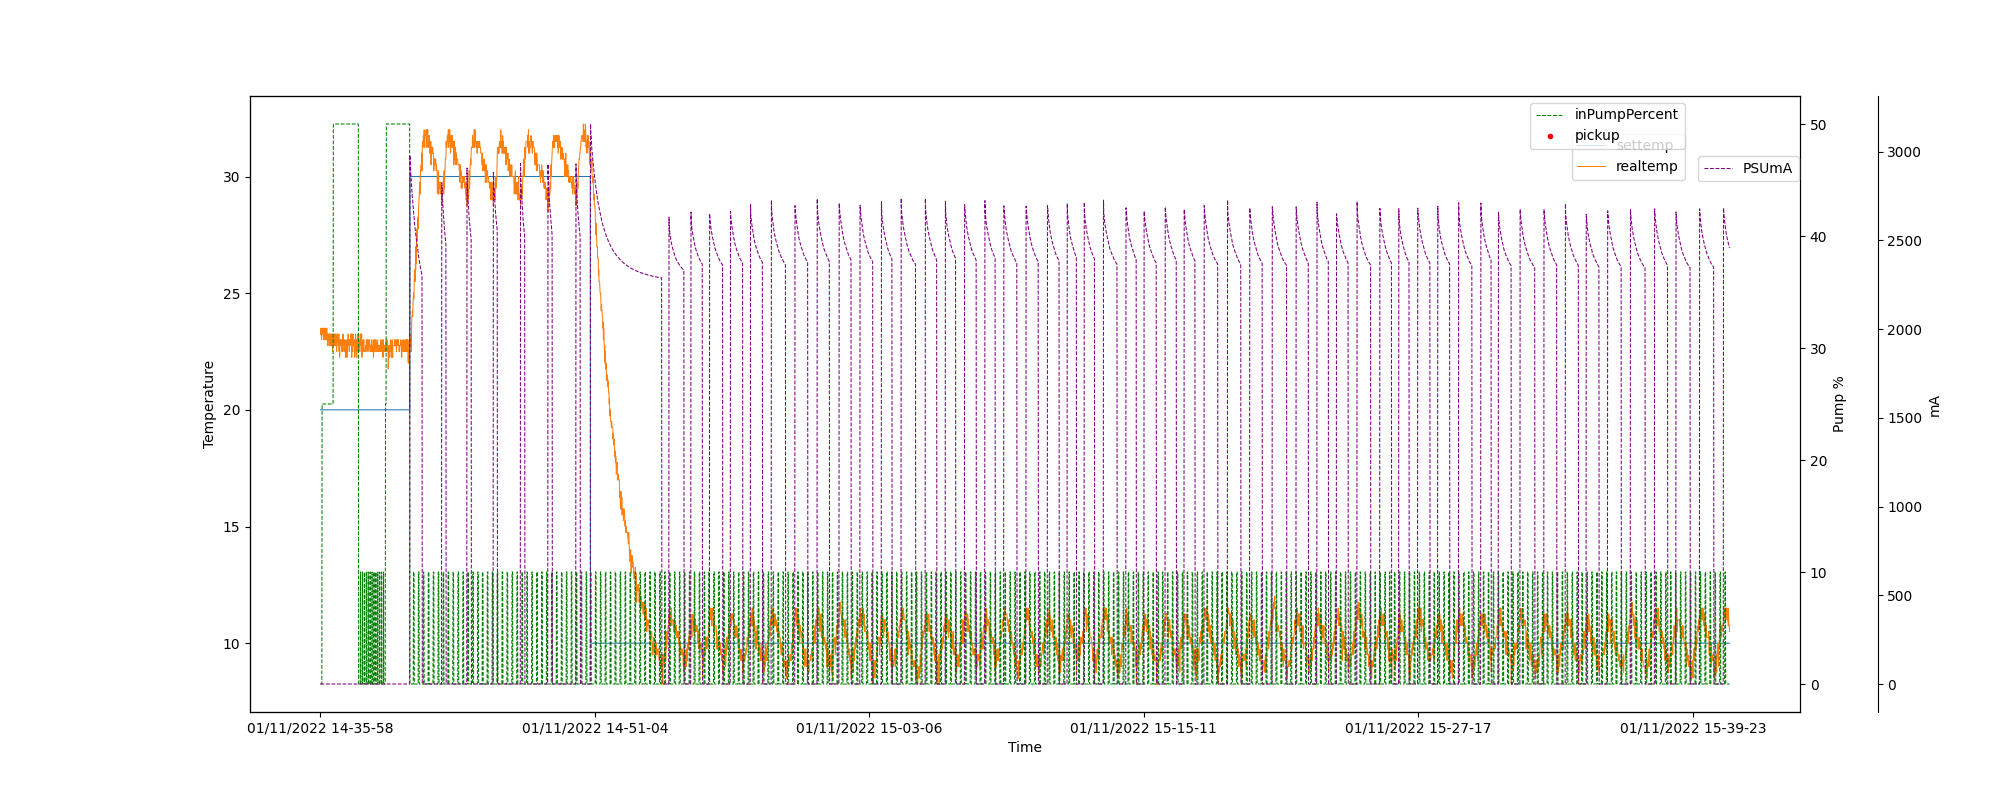 inPumpPercent
pickup
settemp
realtemp
PSUmA
30
25
20
15
10
Temperature
50
40
30
20
10
0
Pump %
3000
2500
2000
1500
1000
500
0
mA
01/11/2022 14-35-58
01/11/2022 14-51-04
01/11/2022 15-03-06
01/11/2022 15-15-11
01/11/2022 15-27-17
01/11/2022 15-39-23
Time